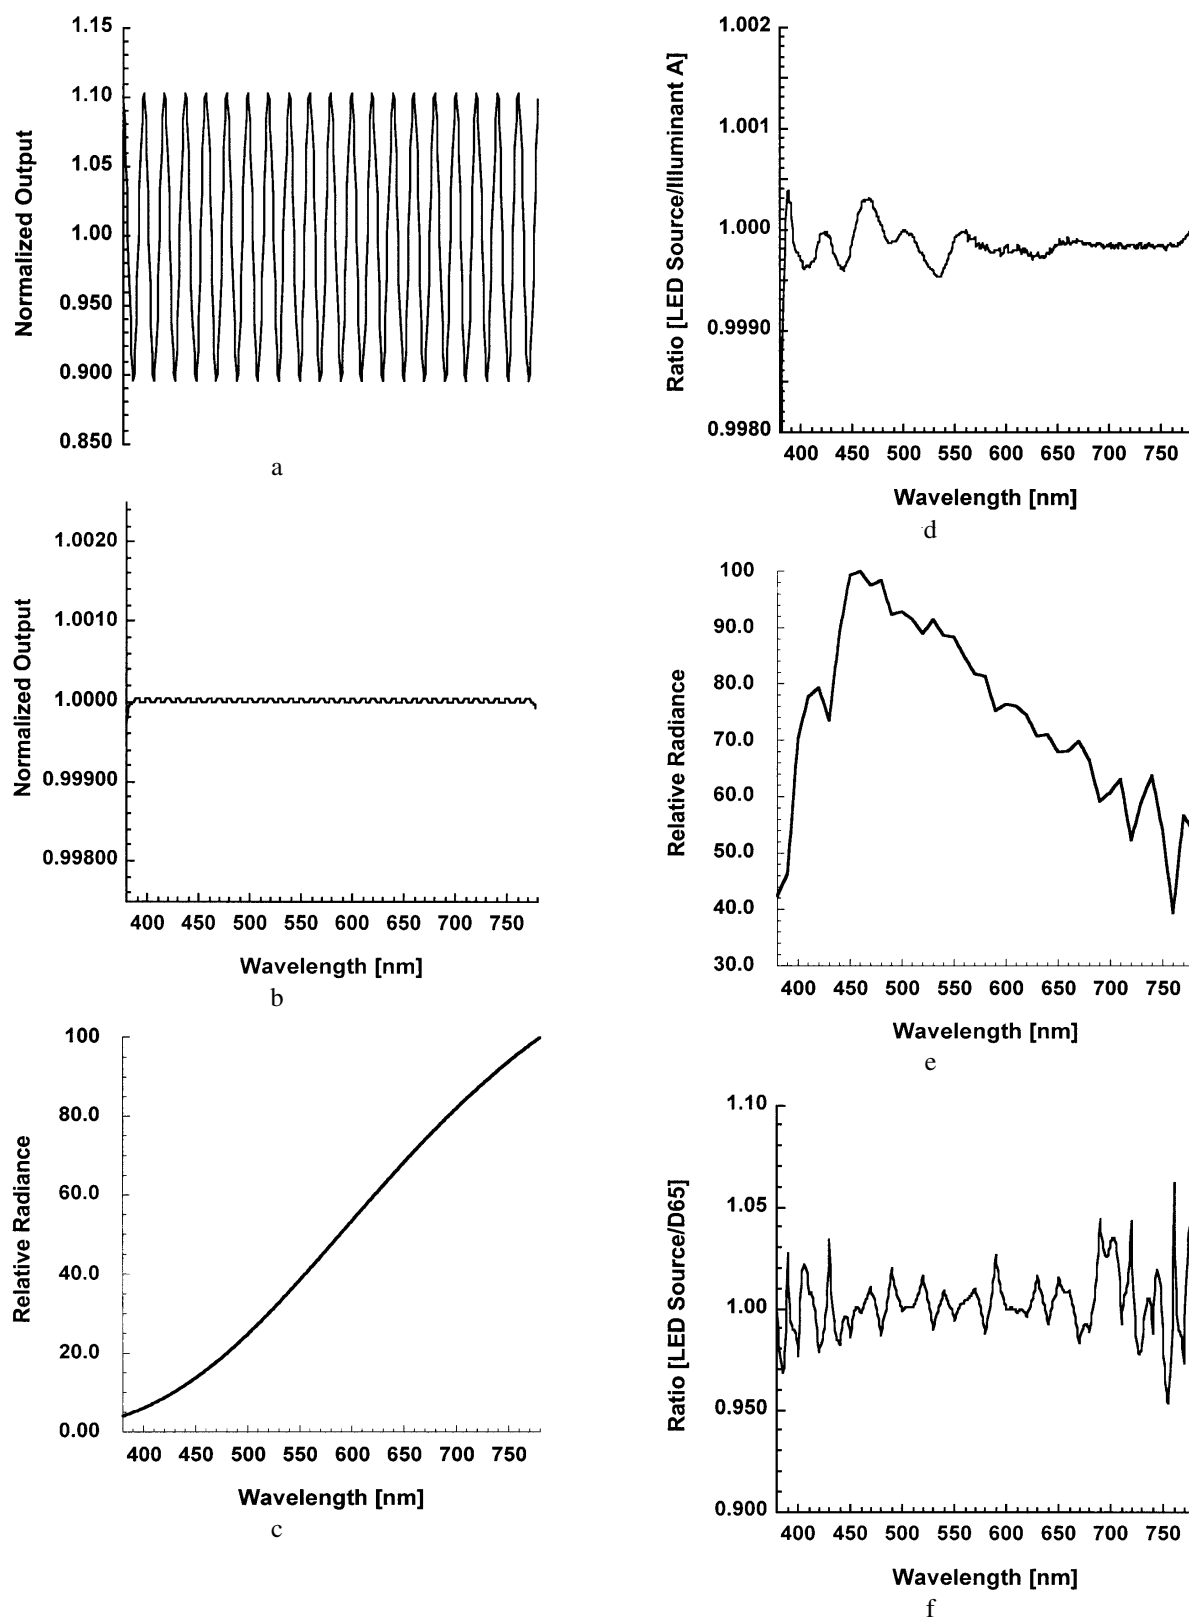 1.15
1.10
1.05
1.00
0.950
0.900
0.850
Normalized Output
a
1.0020
1.0010
1.0000
0.99900
0.99800
Normalized Output
400 450 500 550 600 650 700 750
Wavelength [nm]
b
100
80.0
60.0
40.0
20.0
0.00
Relative Radiance
400 450 500 550 600 650 700 750
Wavelength [nm]
c
1.002
1.001
1.000
0.9990
0.9980
Ratio [LED Source/Illuminant A]
400 450 500 550 600 650 700 750
Wavelength [nm]
d
100
90.0
80.0
70.0
60.0
50.0
40.0
30.0
Relative Radiance
400 450 500 550 600 650 700 750
Wavelength [nm]
e
1.10
1.05
1.00
0.950
0.900
Ratio [LED Source/D65]
400 450 500 550 600 650 700 750
Wavelength [nm]
f